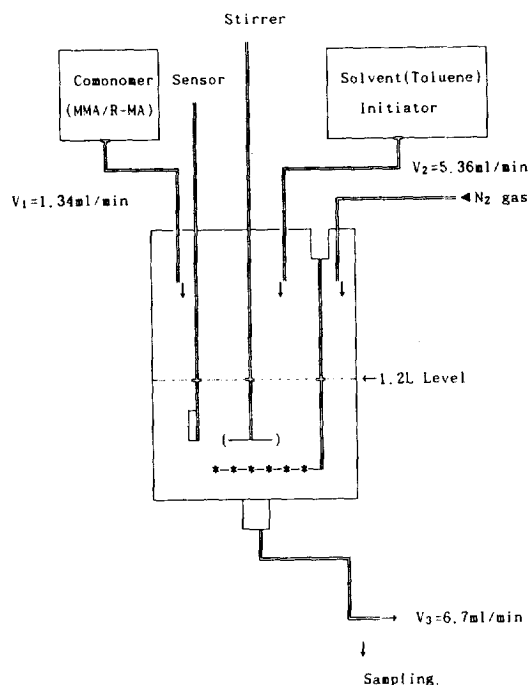 Stirrer
Comonomer
(MMA/R-MA)
Sensor
Solvent(Toluene)
Initiator
V1=1.34ml/min
V2=5.36ml/min
N2 gas
1.2L Level
V3=6.7ml/min
Sampling.